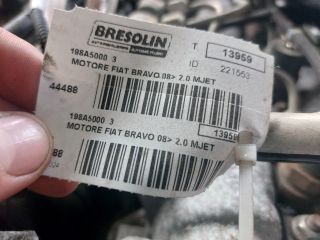 BRESOLIN
T 13959
ID 221563
198A5000 3
MOTORE FIAT BRAVO 08> 2.0 MJET
44488
198A5000 3
13959
MOTORE FIAT BRAVO 08> 2.0 MJET